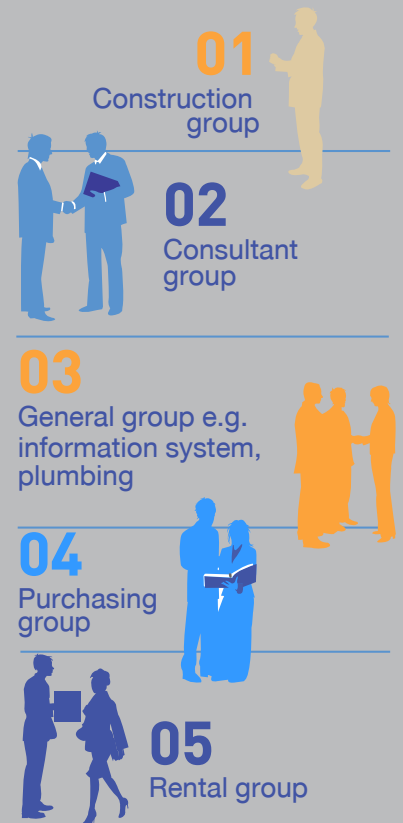 01
Construction
group
02
Consultant
group
03
General group e.g.
information system,
plumbing
04
Purchasing
group
05
Rental group